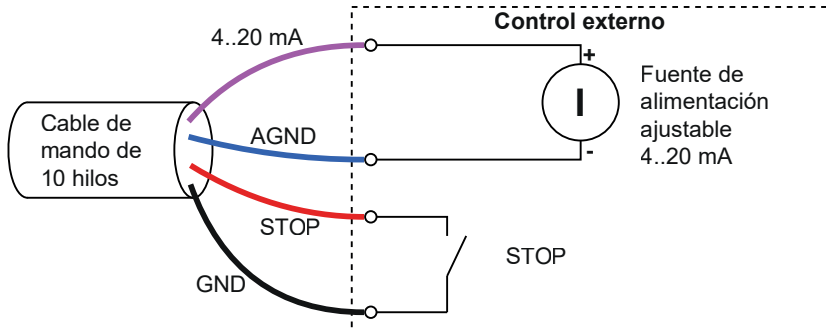 Control externo
4..20 mA
+
I
Fuente de
alimentación
ajustable
4..20 mA
-
Cable de
mando de
10 hilos
AGND
STOP
STOP
GND